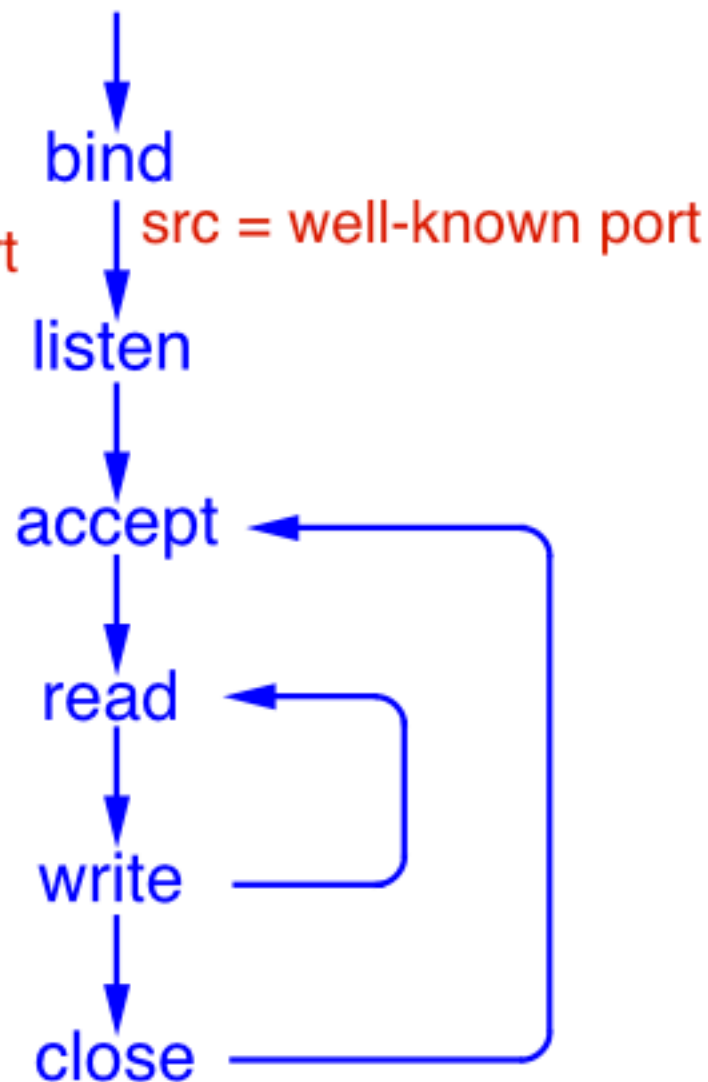 bind
src = well-known port
listen
accept
read
write
close